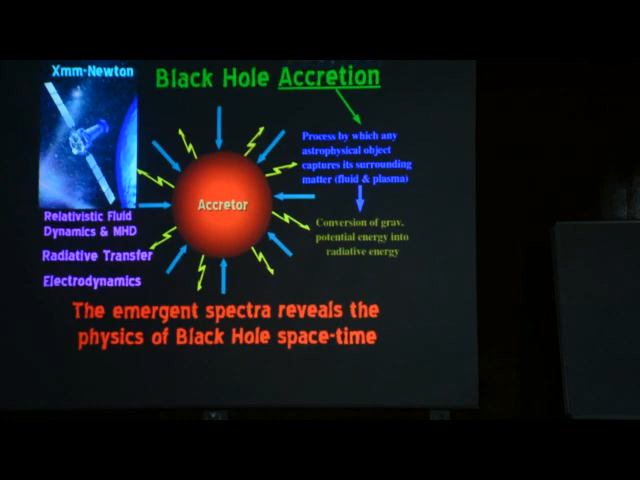 Xmm-Newton
Black Hole Accretion
Process by which any
astrophysical object
captures its surrounding
matter (fluid & plasma)
Accretor
Relativistic Fluid
Dynamics & MHD
Conversion of grav.
potential energy into
radiative energy
Radiative Transfer
Electrodynamics
The emergent spectra reveals the
physics of Black Hole space-time